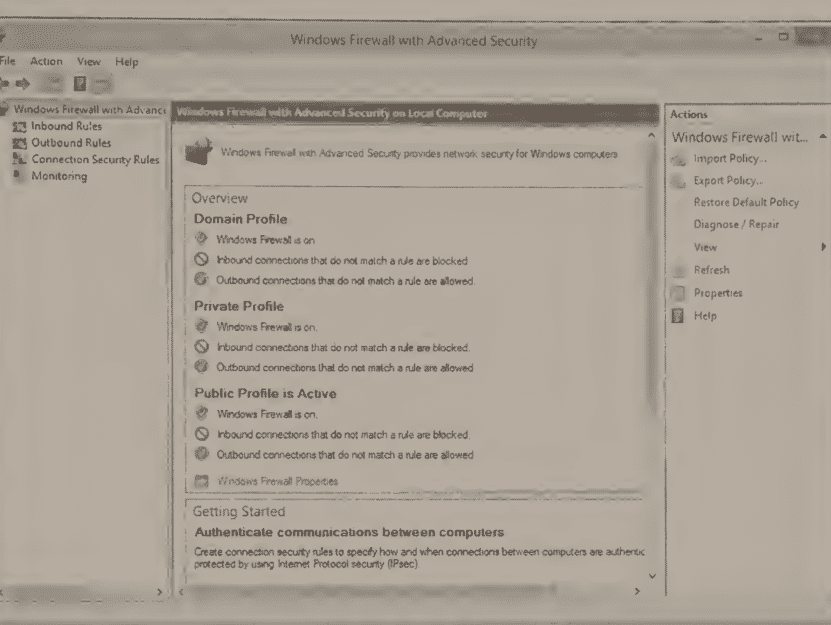 Windows Firewall with Advanced Security
File Action View Help
Windows Firewall with Advance
Inbound Rules
Outbound Rules
Connection Security Rules
Monitoring
Windows Firewall with Advanced Security on Local Computer
Windows Firewall with Advanced Security provides network security for Windows computers
Overview
Domain Profile
Windows Firewall is on
Inbound connections that do not match a rule are blocked
Outbound connections that do not match a rule are allowed.
Private Profile
Windows Firewall is on.
Inbound connections that do not match a rule are blocked.
Outbound connections that do not match a rule are allowed
Public Profile is Active
Windows Firewall is on.
Inbound connections that do not match a rule are blocked.
Outbound connections that do not match a rule are allowed
Windows Firewall Properties
Getting Started
Authenticate communications between computers
Create connection security rules to specify how and when connections between computers are authentic
protected by using Internet Protocol security (IPsec)
Actions
Windows Firewall wit...
Import Policy...
Export Policy...
Restore Default Policy
Diagnose / Repair
View
Refresh
Properties
Help